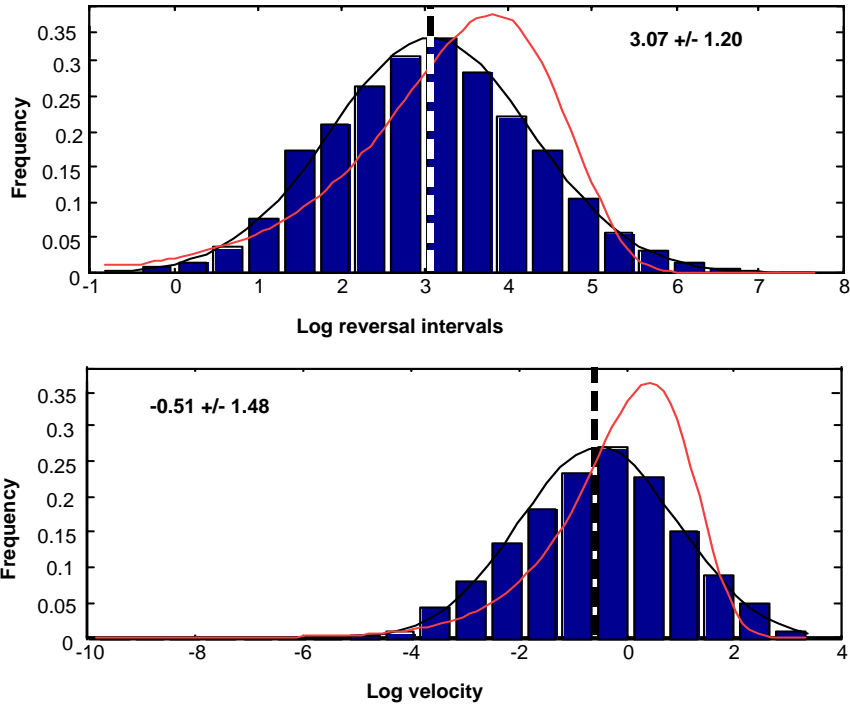 0.35
3.07 +/- 1.20
0.3
0.25
0.2
0.15
0.1
0.05
0
Frequency
-1 0 1 2 3 4 5 6 7 8
Log reversal intervals
0.35
-0.51 +/- 1.48
0.3
0.25
0.2
0.15
0.1
0.05
0
Frequency
-10 -8 -6 -4 -2 0 2 4
Log velocity